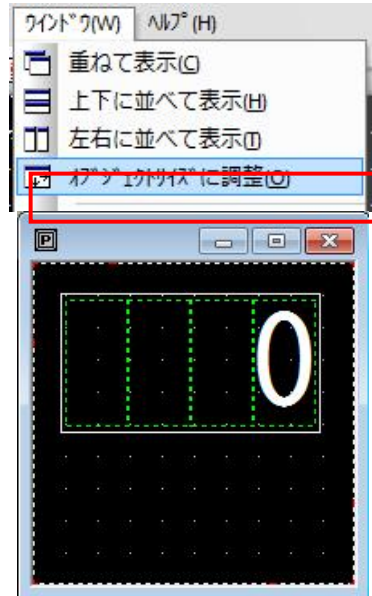 ｳｲﾝﾄﾞｳ(W) ﾍﾙﾌﾟ(H)
重ねて表示(C)
上下に並べて表示(H)
左右に並べて表示(T)
ｵﾌﾞｼﾞｪｸﾄｻｲｽﾞに調整(O)
P
0